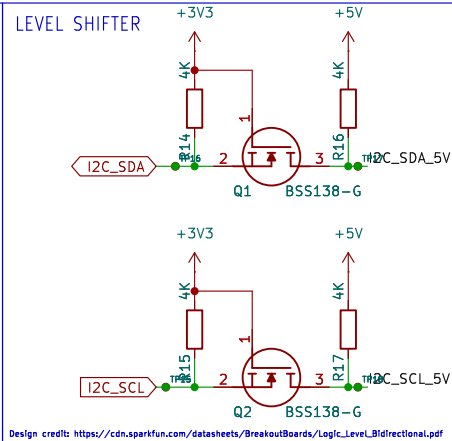 LEVEL SHIFTER
+3V3
+5V
4K
4K
1
R14
R16
I2C_SDA
TP16
2
3
I2C_SDA_5V
Q1
BSS138-G
+3V3
+5V
4K
4K
1
R15
R17
I2C_SCL
TP15
2
3
I2C_SCL_5V
Q2
BSS138-G
Design credit: https://cdn.sparkfun.com/datasheets/BreakoutBoards/Logic_Level_Bidirectional.pdf